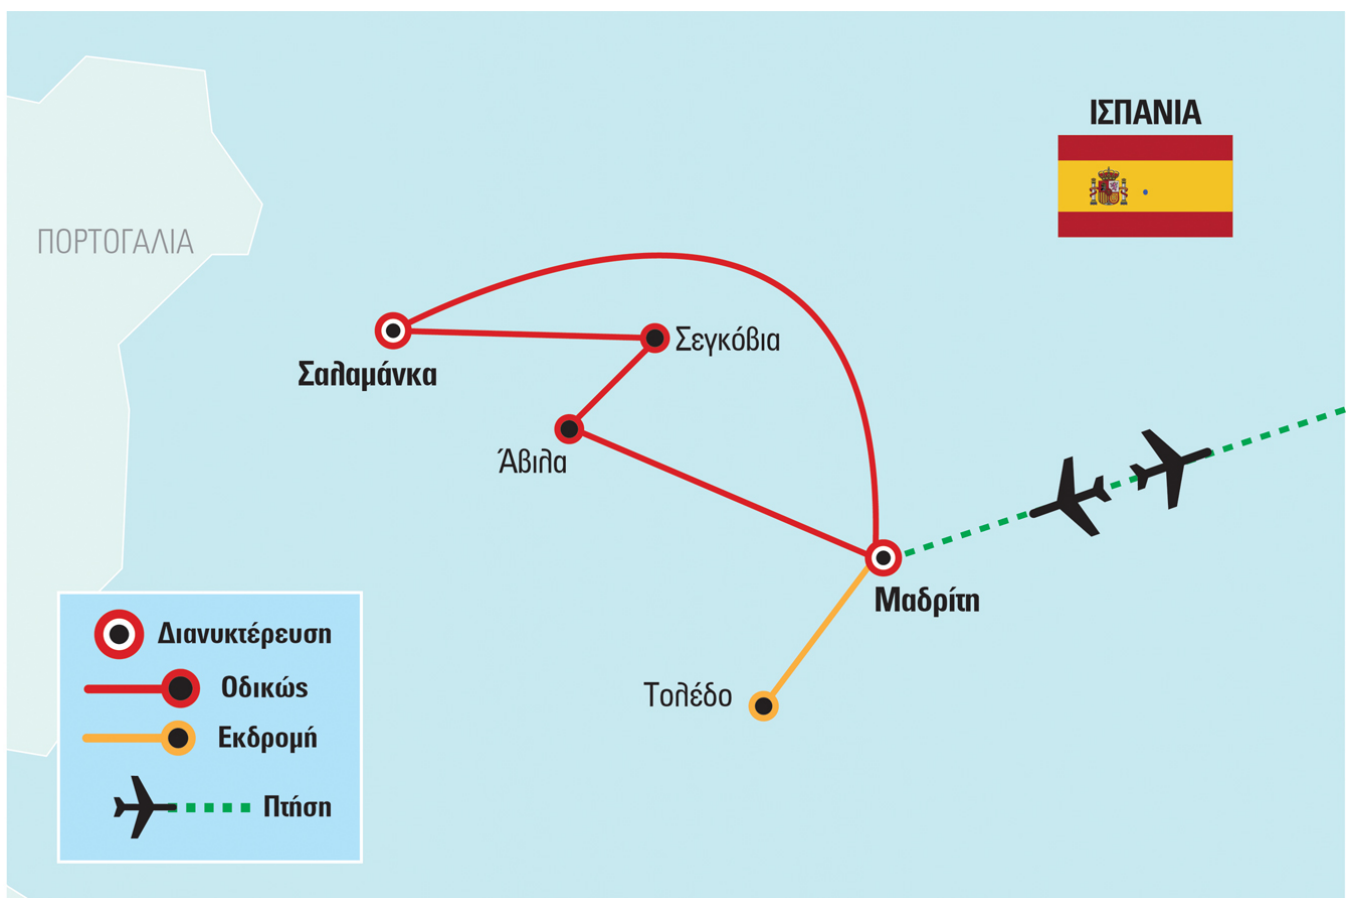 ΙΣΠΑΝΙΑ
ΠΟΡΤΟΓΑΛΙΑ
Σεγκόβια
Σαλαμάνκα
Άβιλα
Μαδρίτη
Τολέδο
Διανυκτέρευση
Οδικώς
Εκδρομή
Πτήση